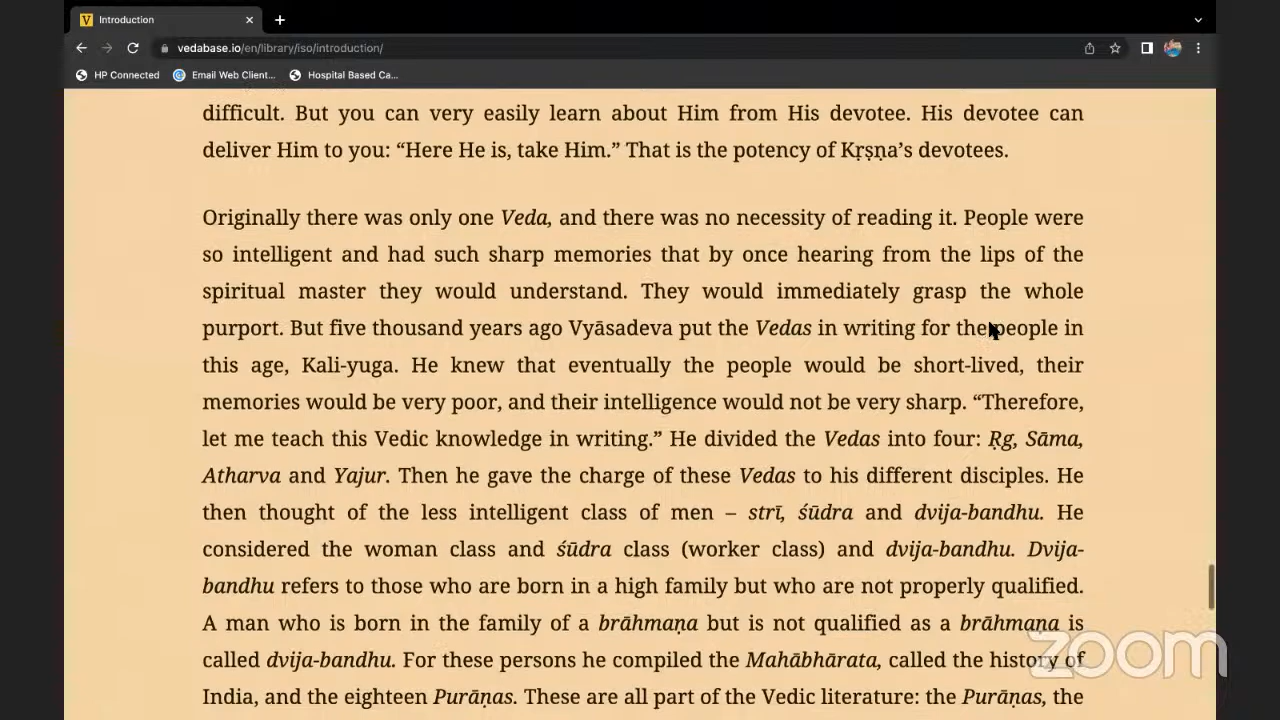 Introduction
vedabase.io/en/library/iso/introduction/
HP Connected Email Web Client... Hospital Based Ca...
difficult. But you can very easily learn about Him from His devotee. His devotee can
deliver Him to you: “Here He is, take Him.” That is the potency of Kṛṣṇa’s devotees.
Originally there was only one Veda, and there was no necessity of reading it. People were
so intelligent and had such sharp memories that by once hearing from the lips of the
spiritual master they would understand. They would immediately grasp the whole
purport. But five thousand years ago Vyāsadeva put the Vedas in writing for the people in
this age, Kali-yuga. He knew that eventually the people would be short-lived, their
memories would be very poor, and their intelligence would not be very sharp. “Therefore,
let me teach this Vedic knowledge in writing.” He divided the Vedas into four: Ṛg, Sāma,
Atharva and Yajur. Then he gave the charge of these Vedas to his different disciples. He
then thought of the less intelligent class of men – strī, śūdra and dvija-bandhu. He
considered the woman class and śūdra class (worker class) and dvija-bandhu. Dvija-
bandhu refers to those who are born in a high family but who are not properly qualified.
A man who is born in the family of a brāhmaṇa but is not qualified as a brāhmaṇa is
called dvija-bandhu. For these persons he compiled the Mahābhārata, called the history of
India, and the eighteen Purāṇas. These are all part of the Vedic literature: the Purāṇas, the
zoom